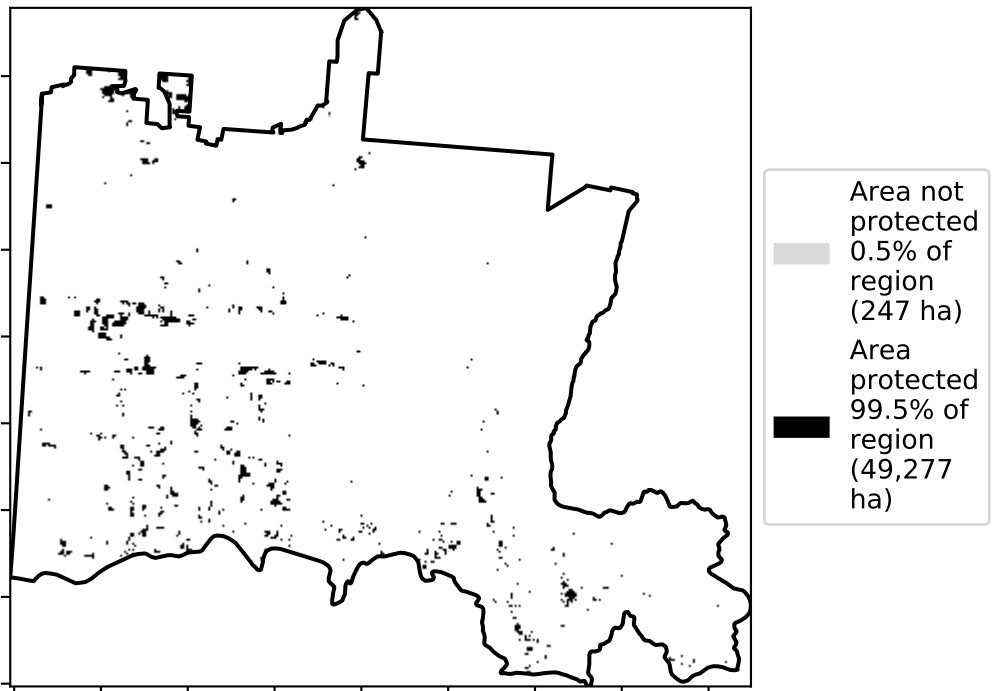 Area not
protected
0.5% of
region
(247 ha)
Area
protected
99.5% of
region
(49,277
ha)